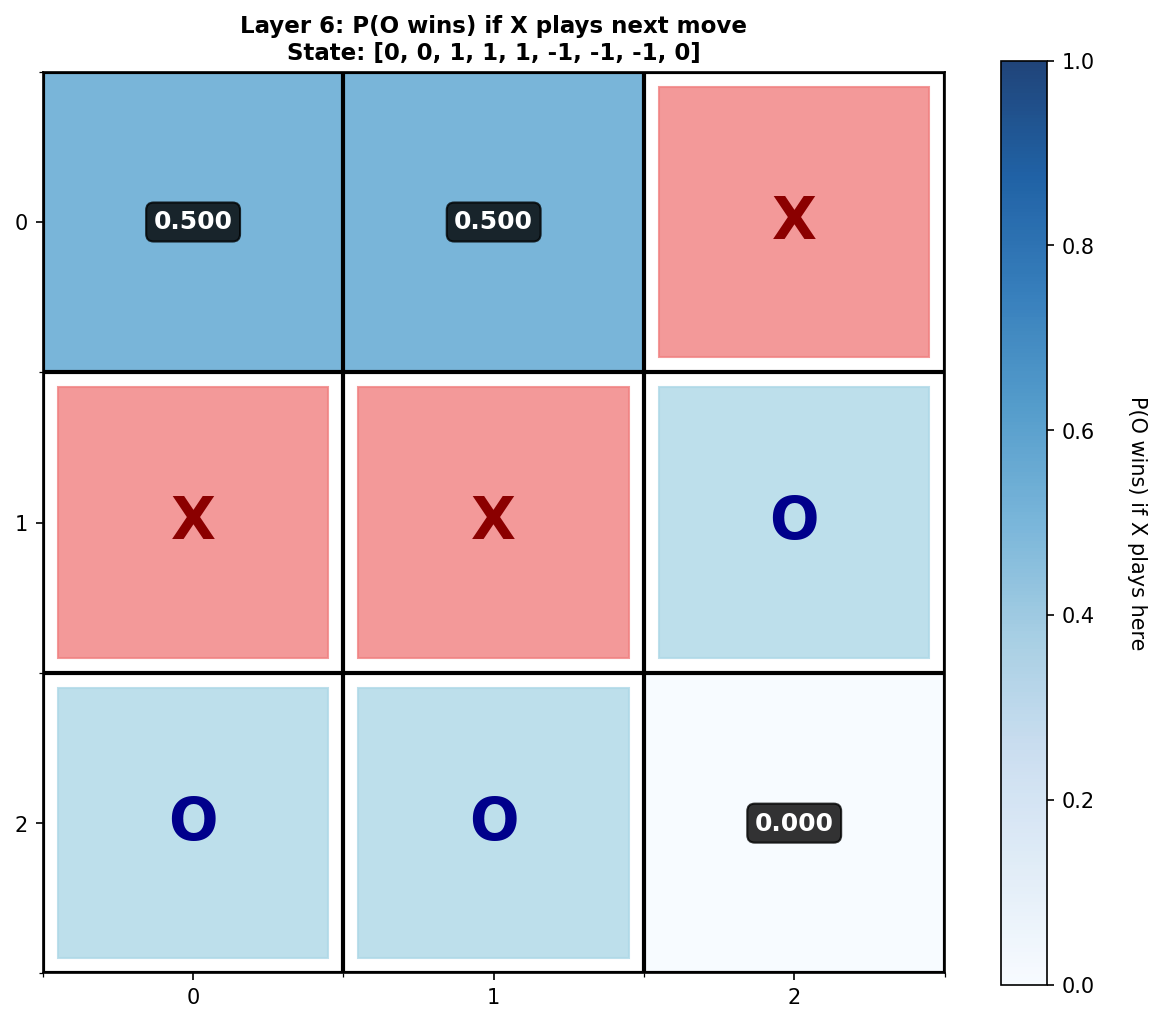 Layer 6: P(O wins) if X plays next move
State: [0, 0, 1, 1, 1, -1, -1, -1, 0]
0
0.500
0.500
X
1
X
X
O
2
O
O
0.000
0
1
2
1.0
0.8
0.6
0.4
0.2
0.0
P(O wins) if X plays here